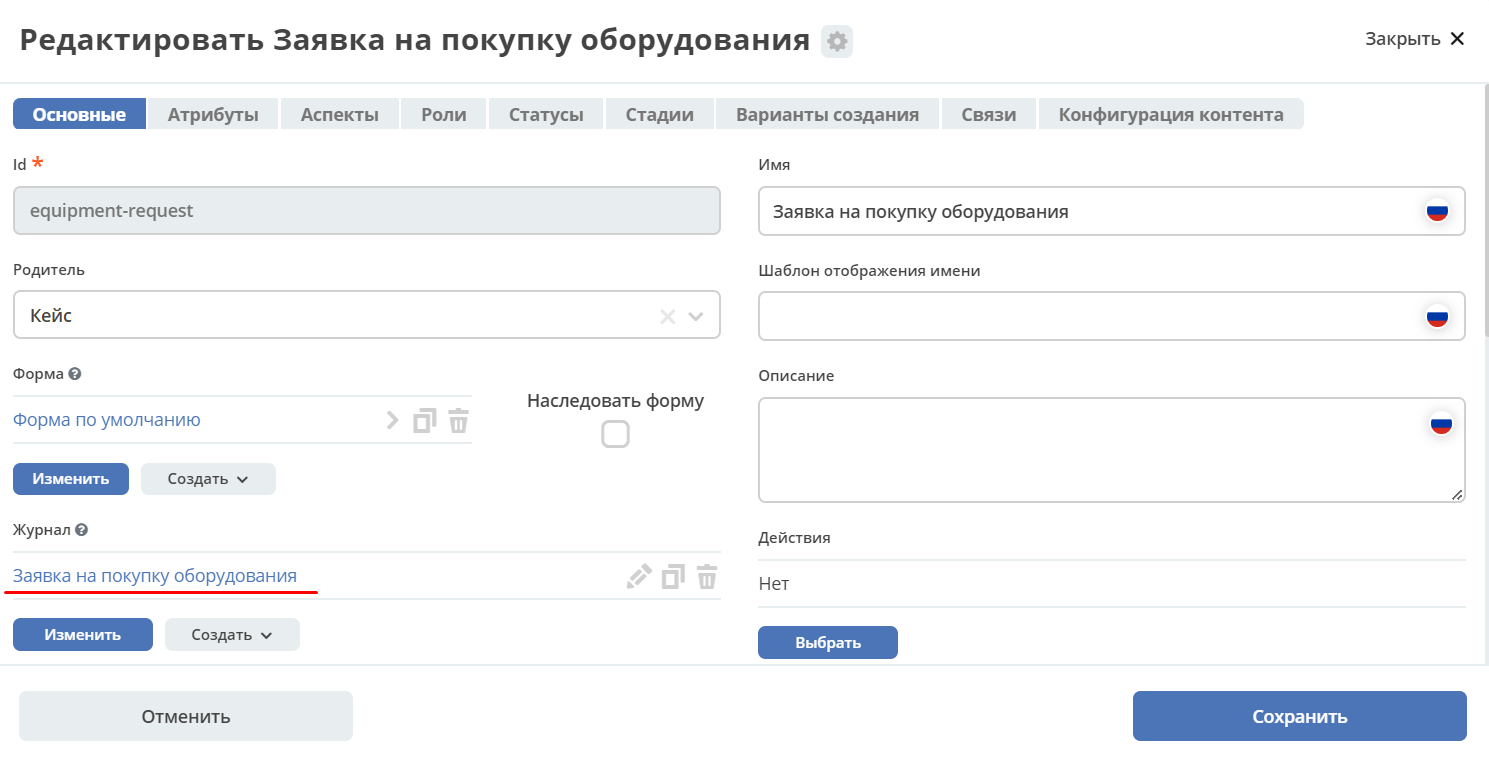 Редактировать Заявка на покупку оборудования
Закрыть
Основные Атрибуты Аспекты Роли Статусы Стадии Варианты создания Связи Конфигурация контента
Id *
equipment-request
Родитель
Кейс
Форма
Форма по умолчанию
Наследовать форму
Изменить Создать
Журнал
Заявка на покупку оборудования
Изменить Создать
Имя
Заявка на покупку оборудования
Шаблон отображения имени
Описание
Действия
Нет
Выбрать
Отменить
Сохранить